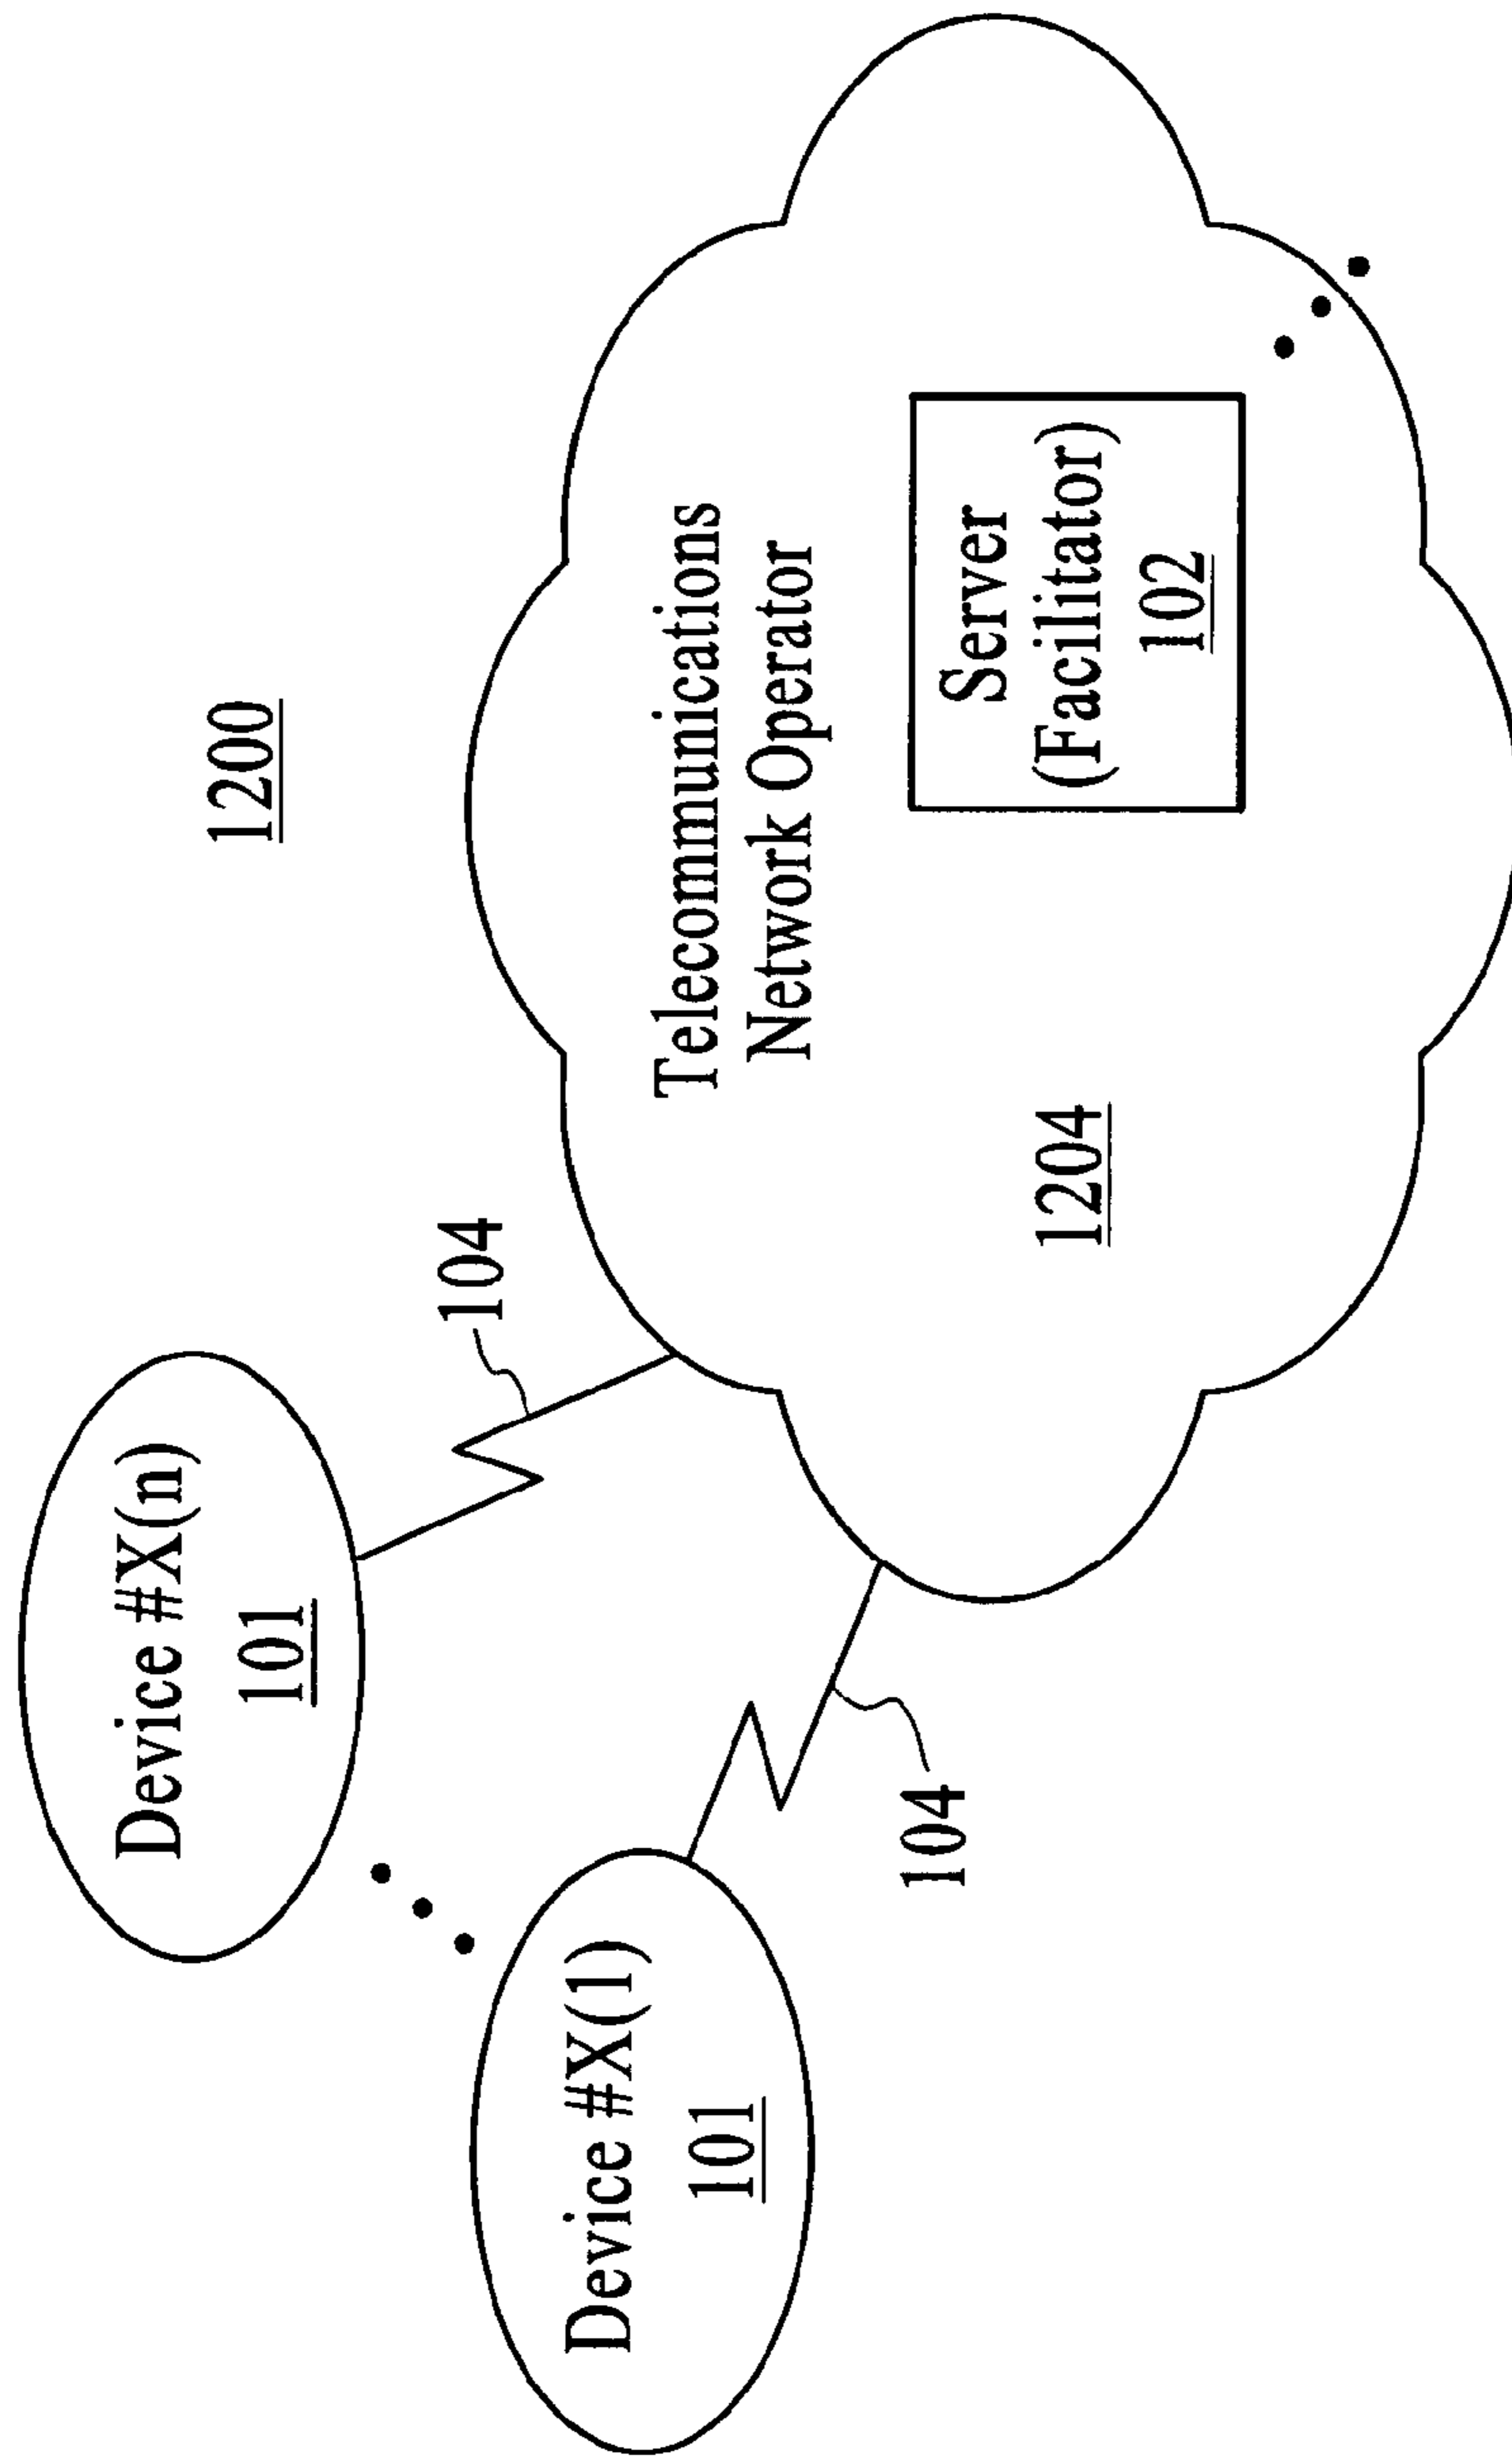 1200
Device #X(n)
101
104
Device #X(1)
101
104
Telecommunications
Network Operator
1204
Server
(Facilitator)
102